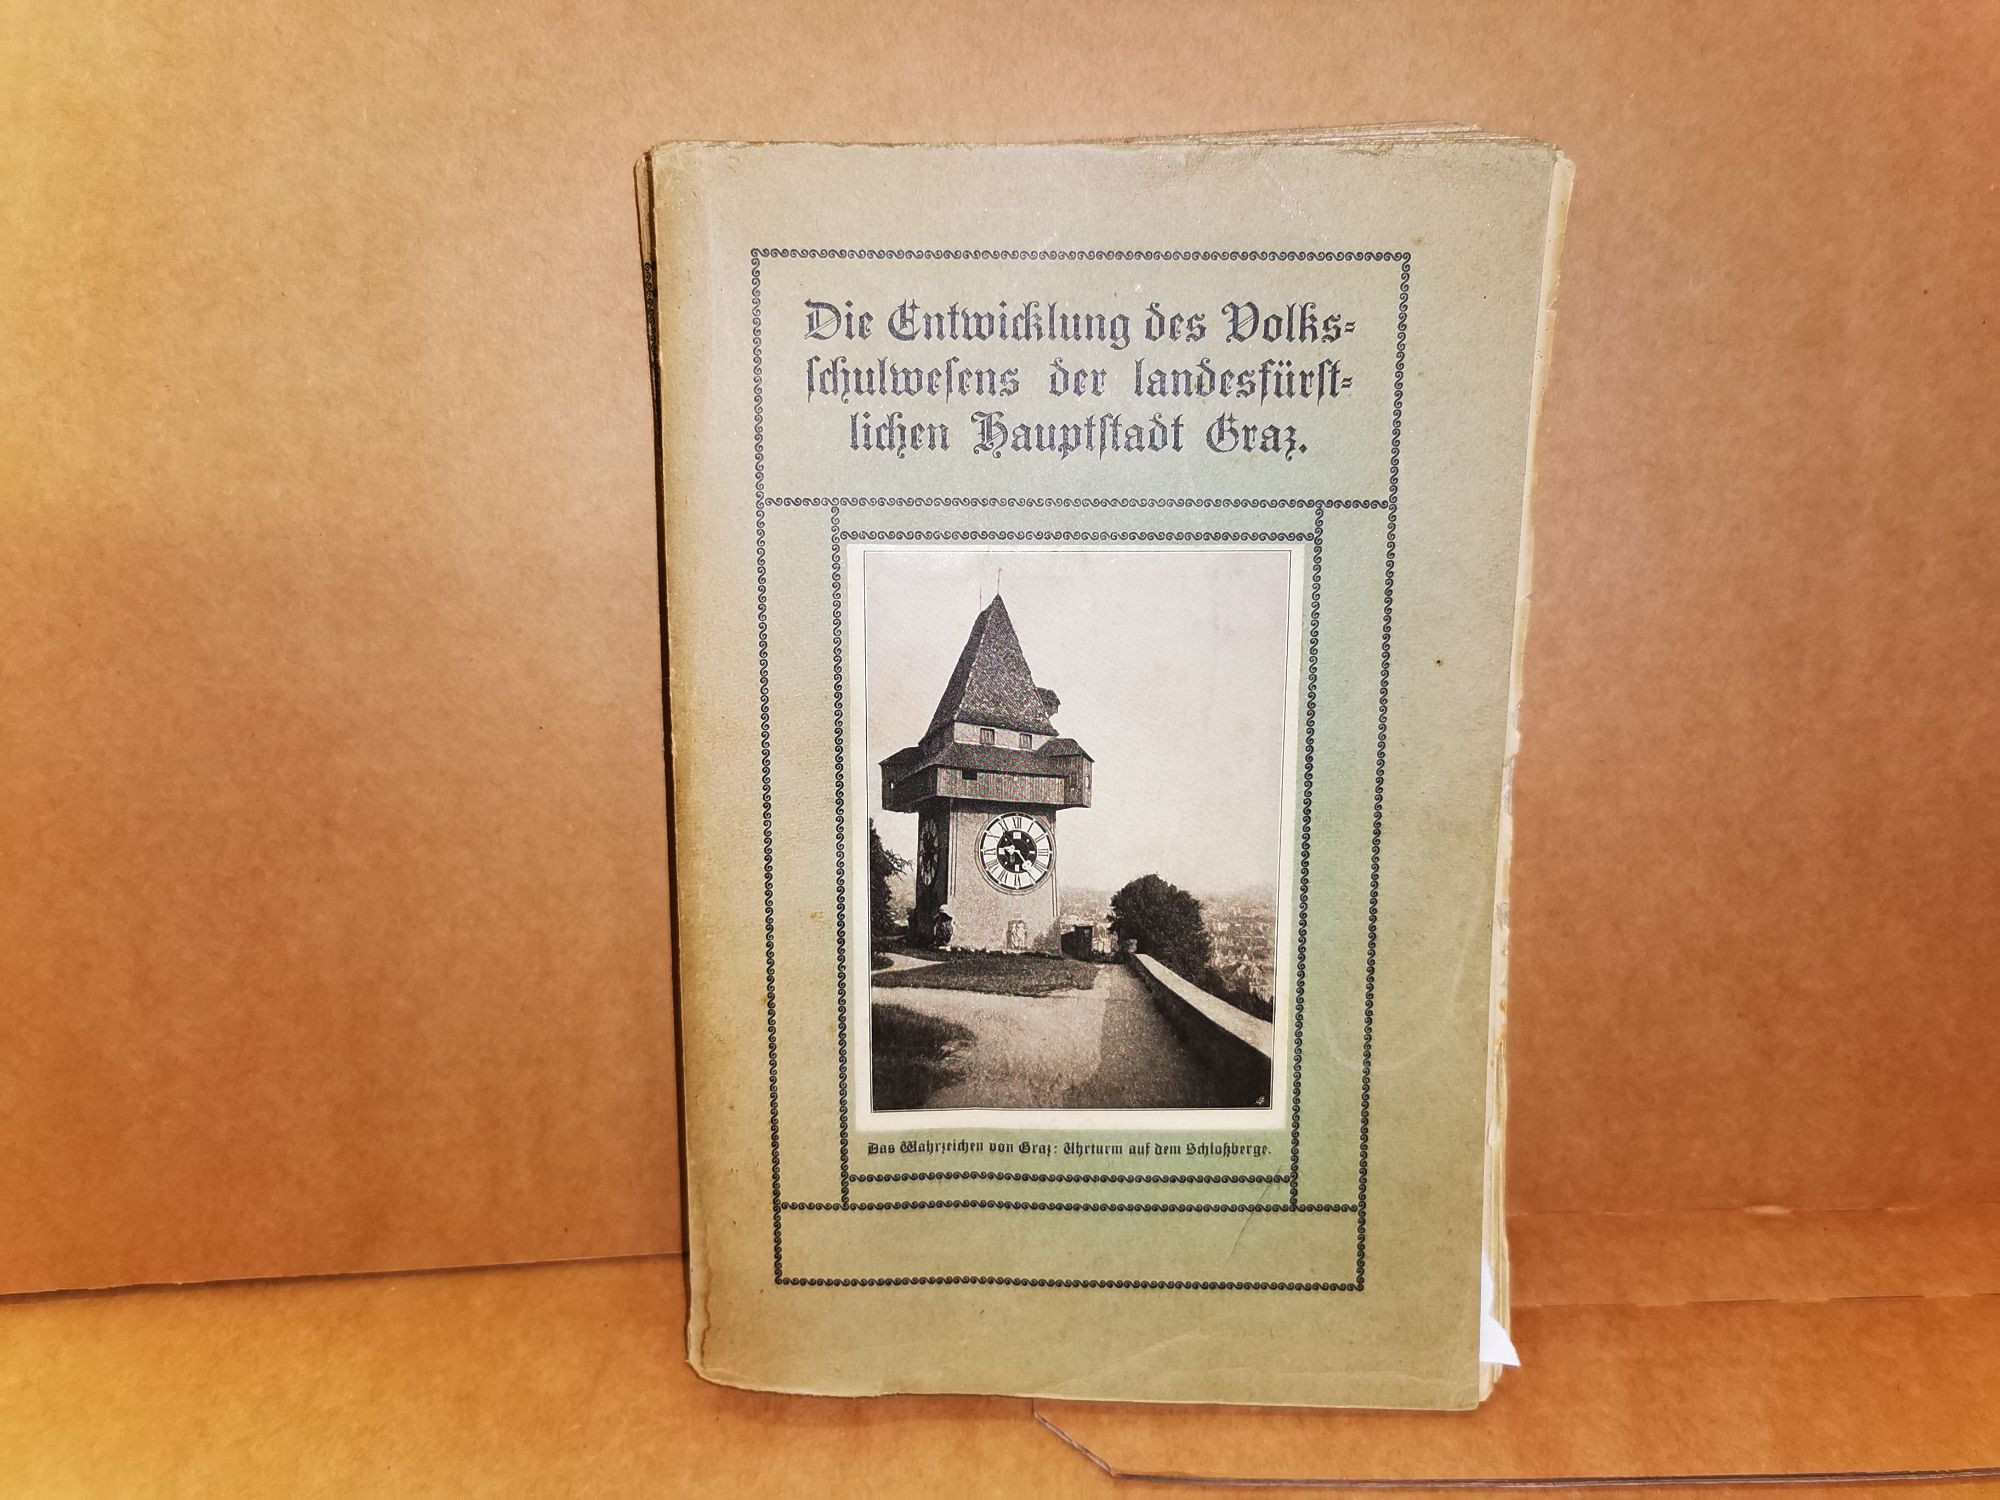 Die Entwicklung des Volks-
schulwesens der landesfürst-
lichen Hauptstadt Graz.
Das Wahrzeichen von Graz: Uhrturm auf dem Schloßberge.